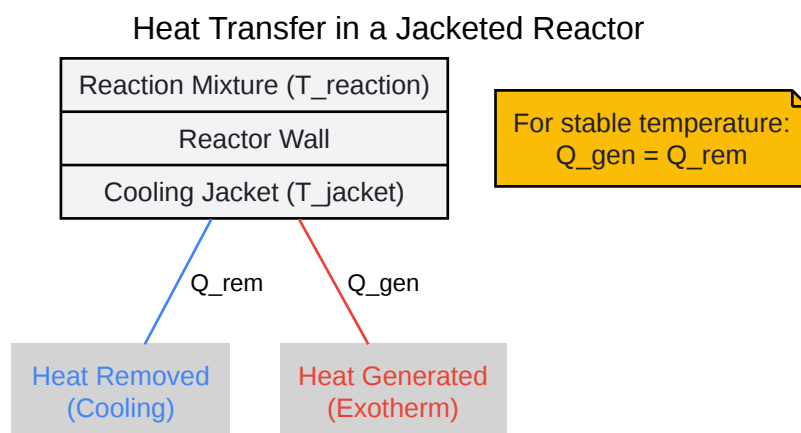 Heat Transfer in a Jacketed Reactor
Reaction Mixture (T_reaction)
Reactor Wall
Cooling Jacket (T_jacket)
For stable temperature:
Q_gen = Q_rem
Q_rem
Q_gen
Heat Removed
(Cooling)
Heat Generated
(Exotherm)